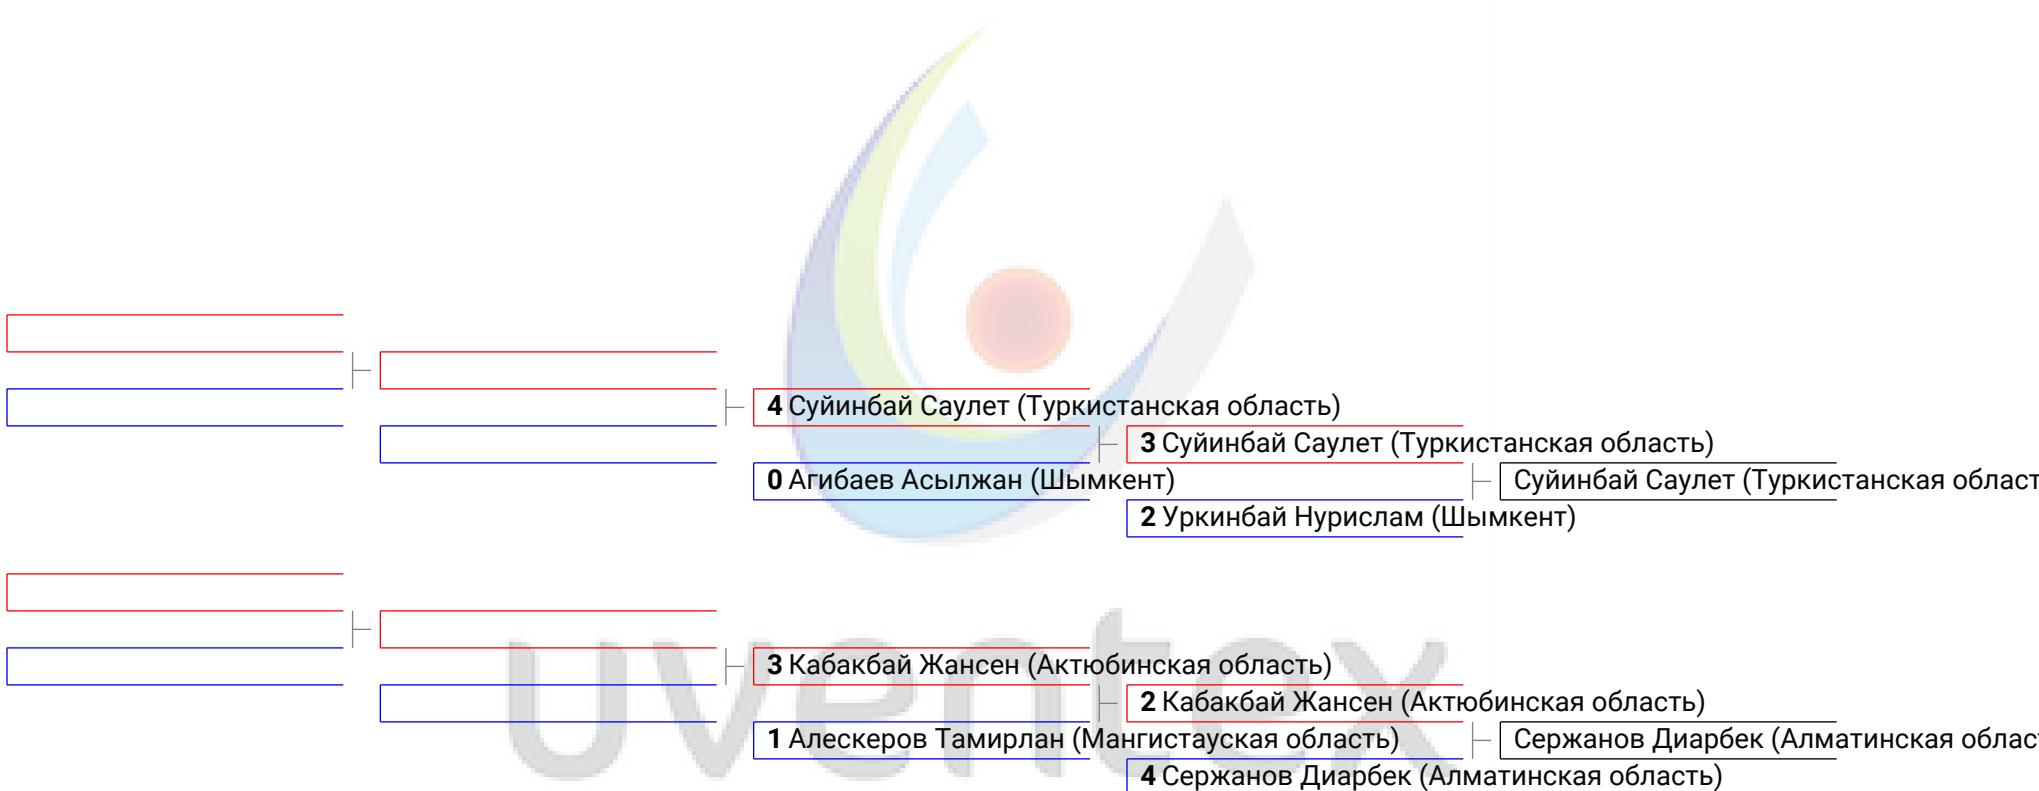 4 Суйинбай Саулет (Туркистанская область)
3 Суйинбай Саулет (Туркистанская область)
0 Агибаев Асылжан (Шымкент)
Суйинбай Саулет (Туркистанская област
2 Уркинбай Нурислам (Шымкент)
3 Кабакбай Жансен (Актюбинская область)
2 Кабакбай Жансен (Актюбинская область)
1 Алескеров Тамирлан (Мангистауская область)
Сержанов Диарбек (Алматинская облас
4 Сержанов Диарбек (Алматинская область)
uventex